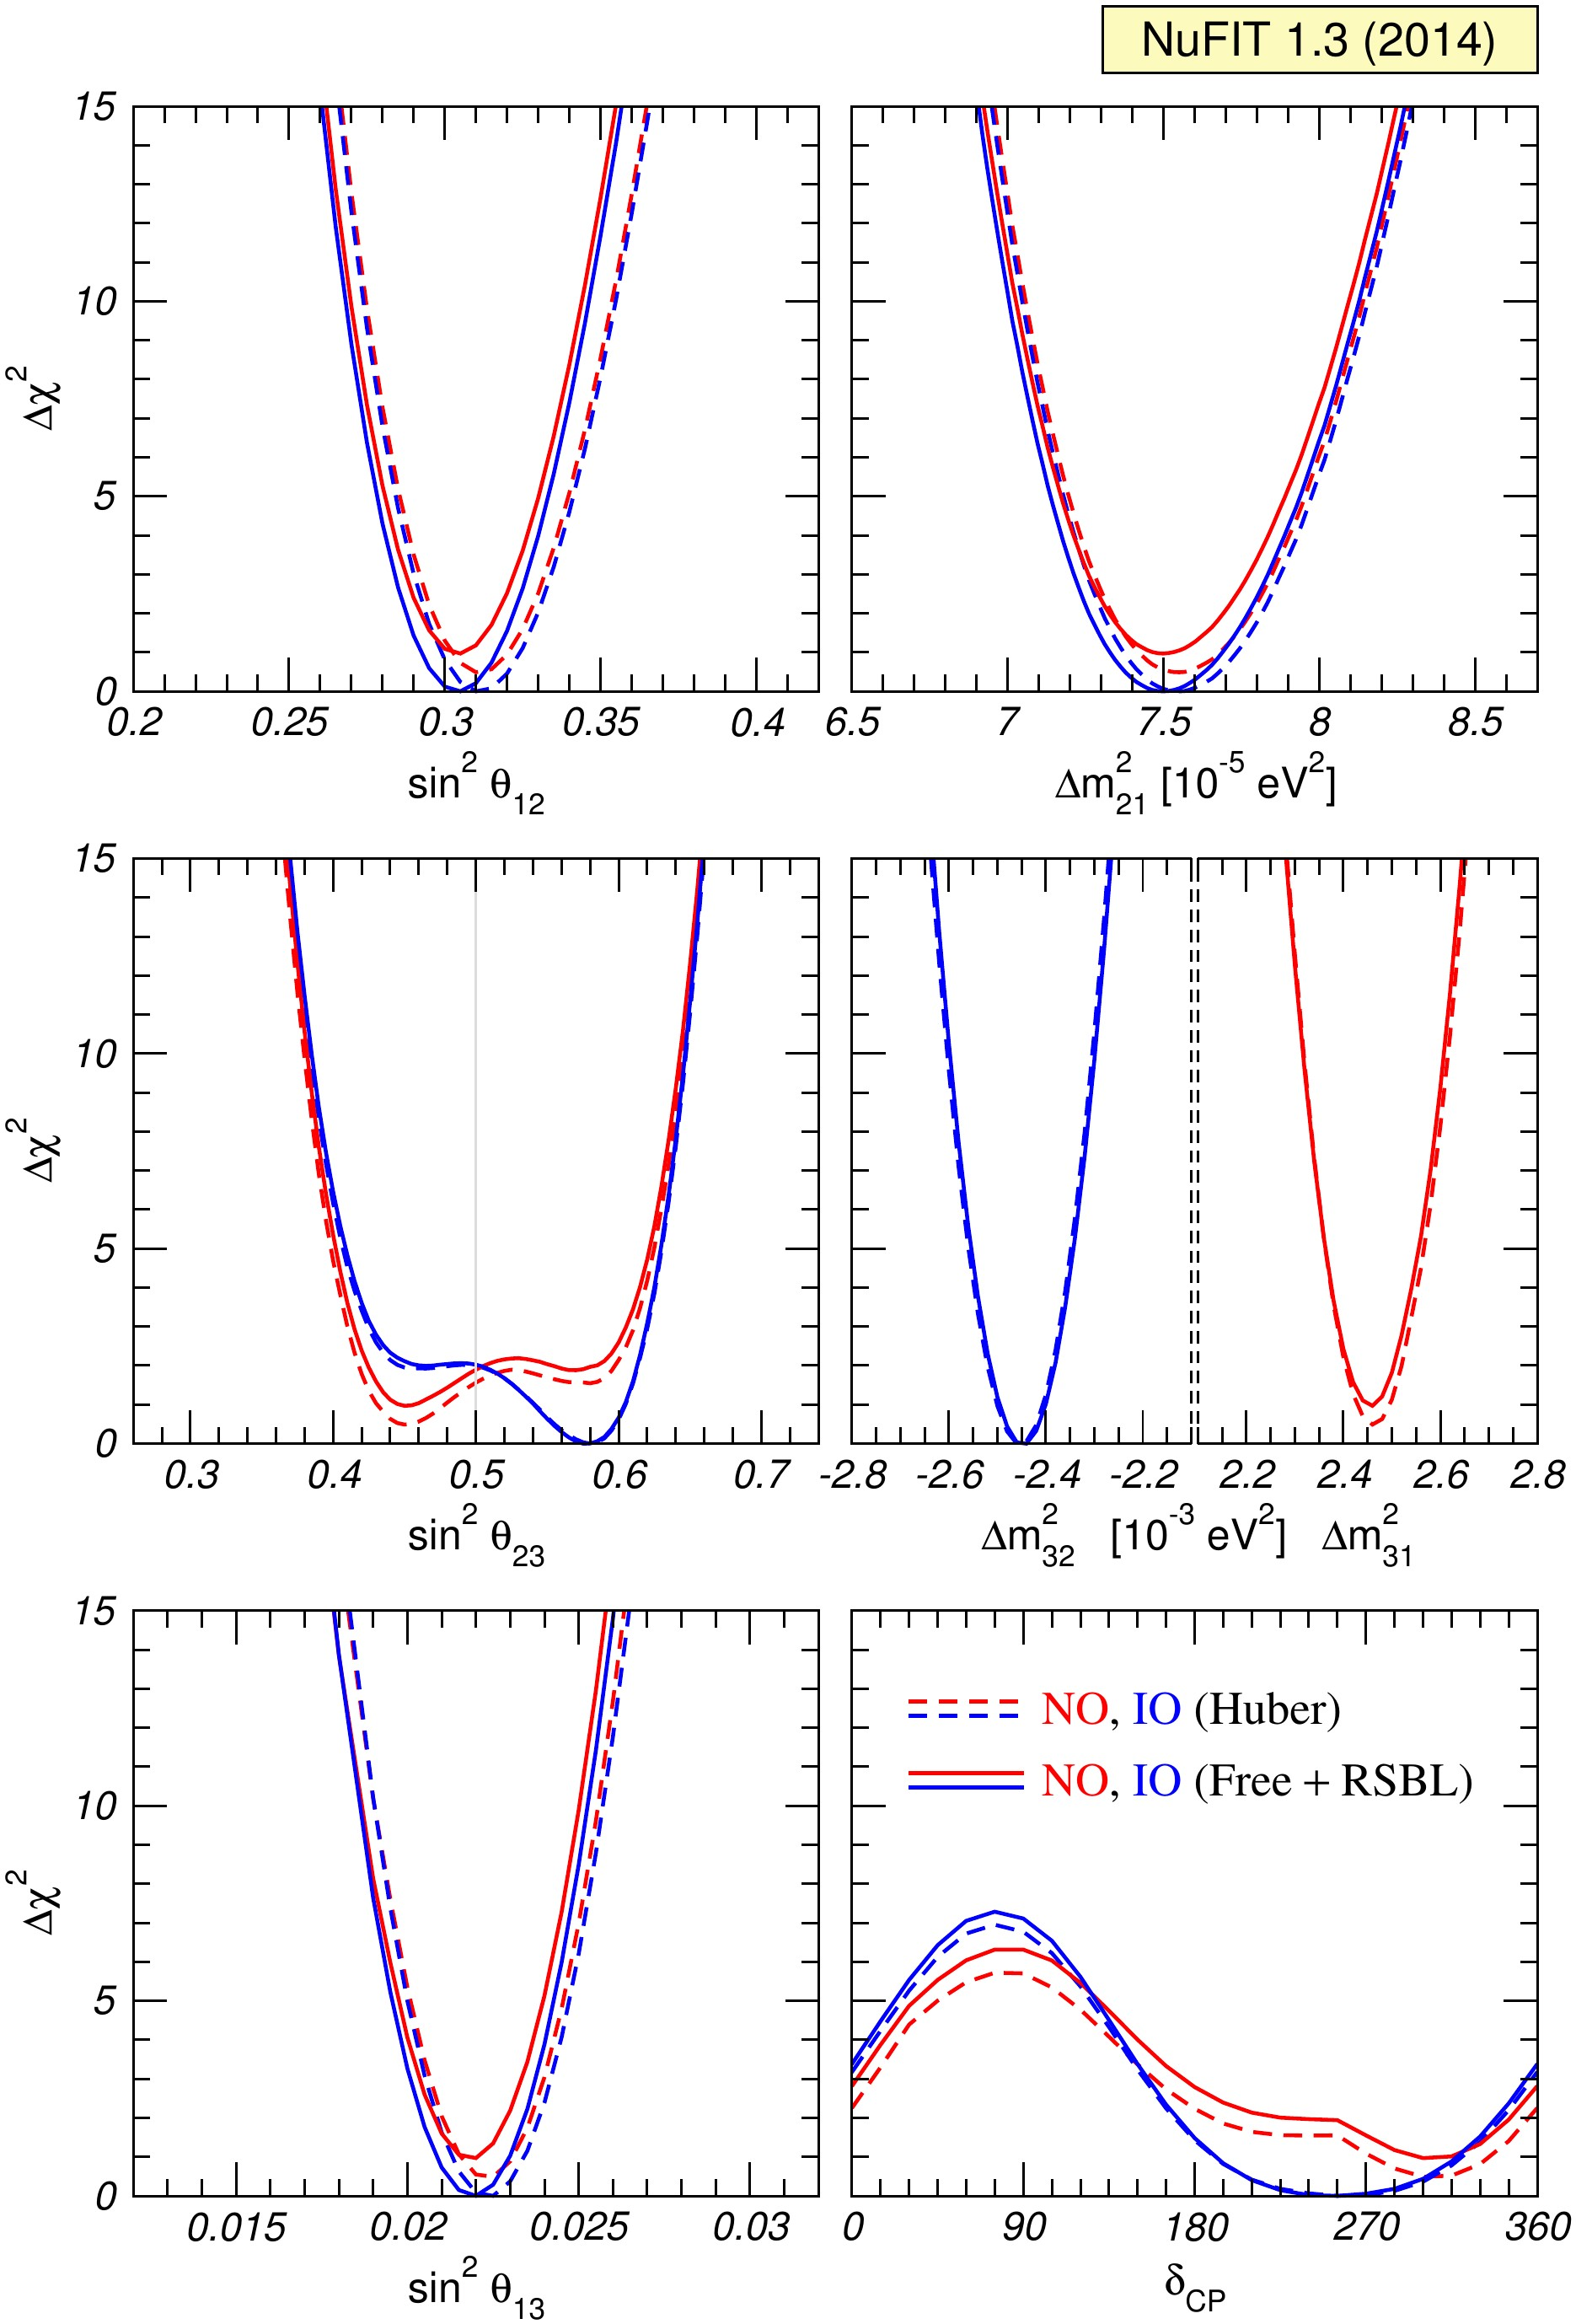 NuFIT 1.3 (2014)
15
10
5
0
Δχ²
0.2 0.25 0.3 0.35 0.4
sin² θ₁₂
6.5 7 7.5 8 8.5
Δm²₂₁ [10⁻⁵ eV²]
15
10
5
0
Δχ²
0.3 0.4 0.5 0.6 0.7
sin² θ₂₃
-2.8 -2.6 -2.4 -2.2 2.2 2.4 2.6 2.8
Δm²₃₂ [10⁻³ eV²] Δm²₃₁
15
10
5
0
Δχ²
0.015 0.02 0.025 0.03
sin² θ₁₃
NO, IO (Huber)
NO, IO (Free + RSBL)
0 90 180 270 360
δ_CP